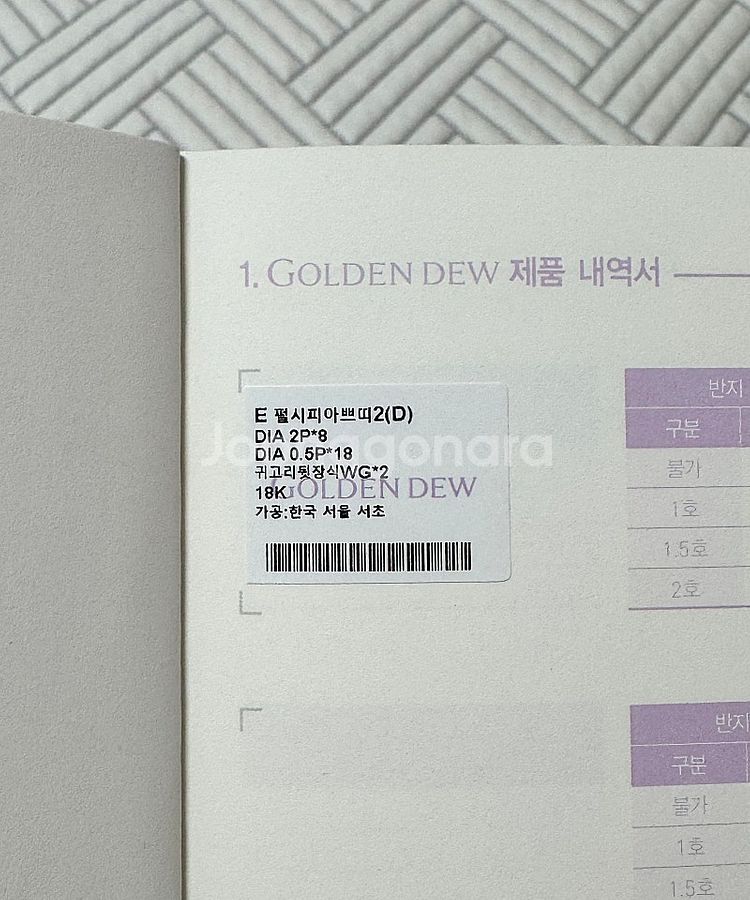 1. GOLDEN DEW 제품 내역서
E 펄시피아쁘띠2(D)
DIA 2P*8
DIA 0.5P*18
귀고리뒷장식WG*2
18K
GOLDEN DEW
가공:한국 서울 서초
반지
구분
불가
1호
1.5호
2호
반지
구분
불가
1호
1.5호